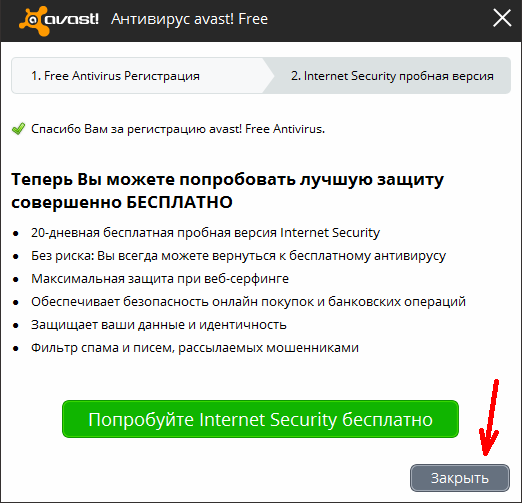 avast! Антивирус avast! Free
1. Free Antivirus Регистрация 2. Internet Security пробная версия
Спасибо Вам за регистрацию avast! Free Antivirus.
Теперь Вы можете попробовать лучшую защиту
совершенно БЕСПЛАТНО
20-дневная бесплатная пробная версия Internet Security
Без риска: Вы всегда можете вернуться к бесплатному антивирусу
Максимальная защита при веб-серфинге
Обеспечивает безопасность онлайн покупок и банковских операций
Защищает ваши данные и идентичность
Фильтр спама и писем, рассылаемых мошенниками
Попробуйте Internet Security бесплатно
Закрыть